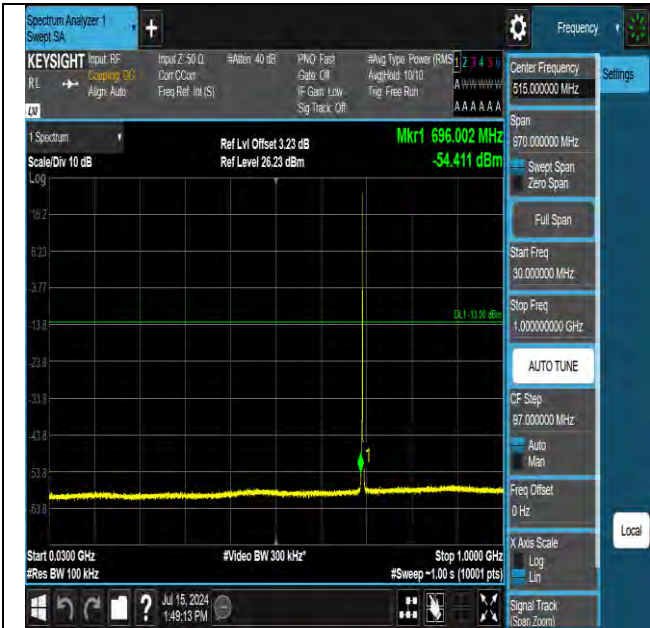 Spectrum Analyzer 1
Swept SA
+
Frequency
KEYSIGHT
RL
LXI
Input: RF
Coupling: DC
Align: Auto
Input Z: 50 Ω
Corr CCorr
Freq Ref: Int (S)
#Atten: 40 dB
PNO: Fast
Gate: Off
IF Gain: Low
Sig Track: Off
#Avg Type: Power (RMS
Avg|Hold: 10/10
Trig: Free Run
1 2 3 4 5 6
A W W W W W
A A A A A A
1 Spectrum
Scale/Div 10 dB
Log
Ref Lvl Offset 3.23 dB
Ref Level 26.23 dBm
Mkr1 696.002 MHz
-54.411 dBm
16.2
6.23
-3.77
-13.8
-23.8
-33.8
-43.8
-53.8
-63.8
DL1 -13.00 dBm
1
Start 0.0300 GHz
#Res BW 100 kHz
#Video BW 300 kHz*
Stop 1.0000 GHz
#Sweep ~1.00 s (10001 pts)
?
Jul 15, 2024
1:49:13 PM
Center Frequency
515.000000 MHz
Span
970.000000 MHz
Swept Span
Zero Span
Full Span
Start Freq
30.000000 MHz
Stop Freq
1.000000000 GHz
AUTO TUNE
CF Step
97.000000 MHz
Auto
Man
Freq Offset
0 Hz
X Axis Scale
Log
Lin
Signal Track
(Span Zoom)
Settings
Local